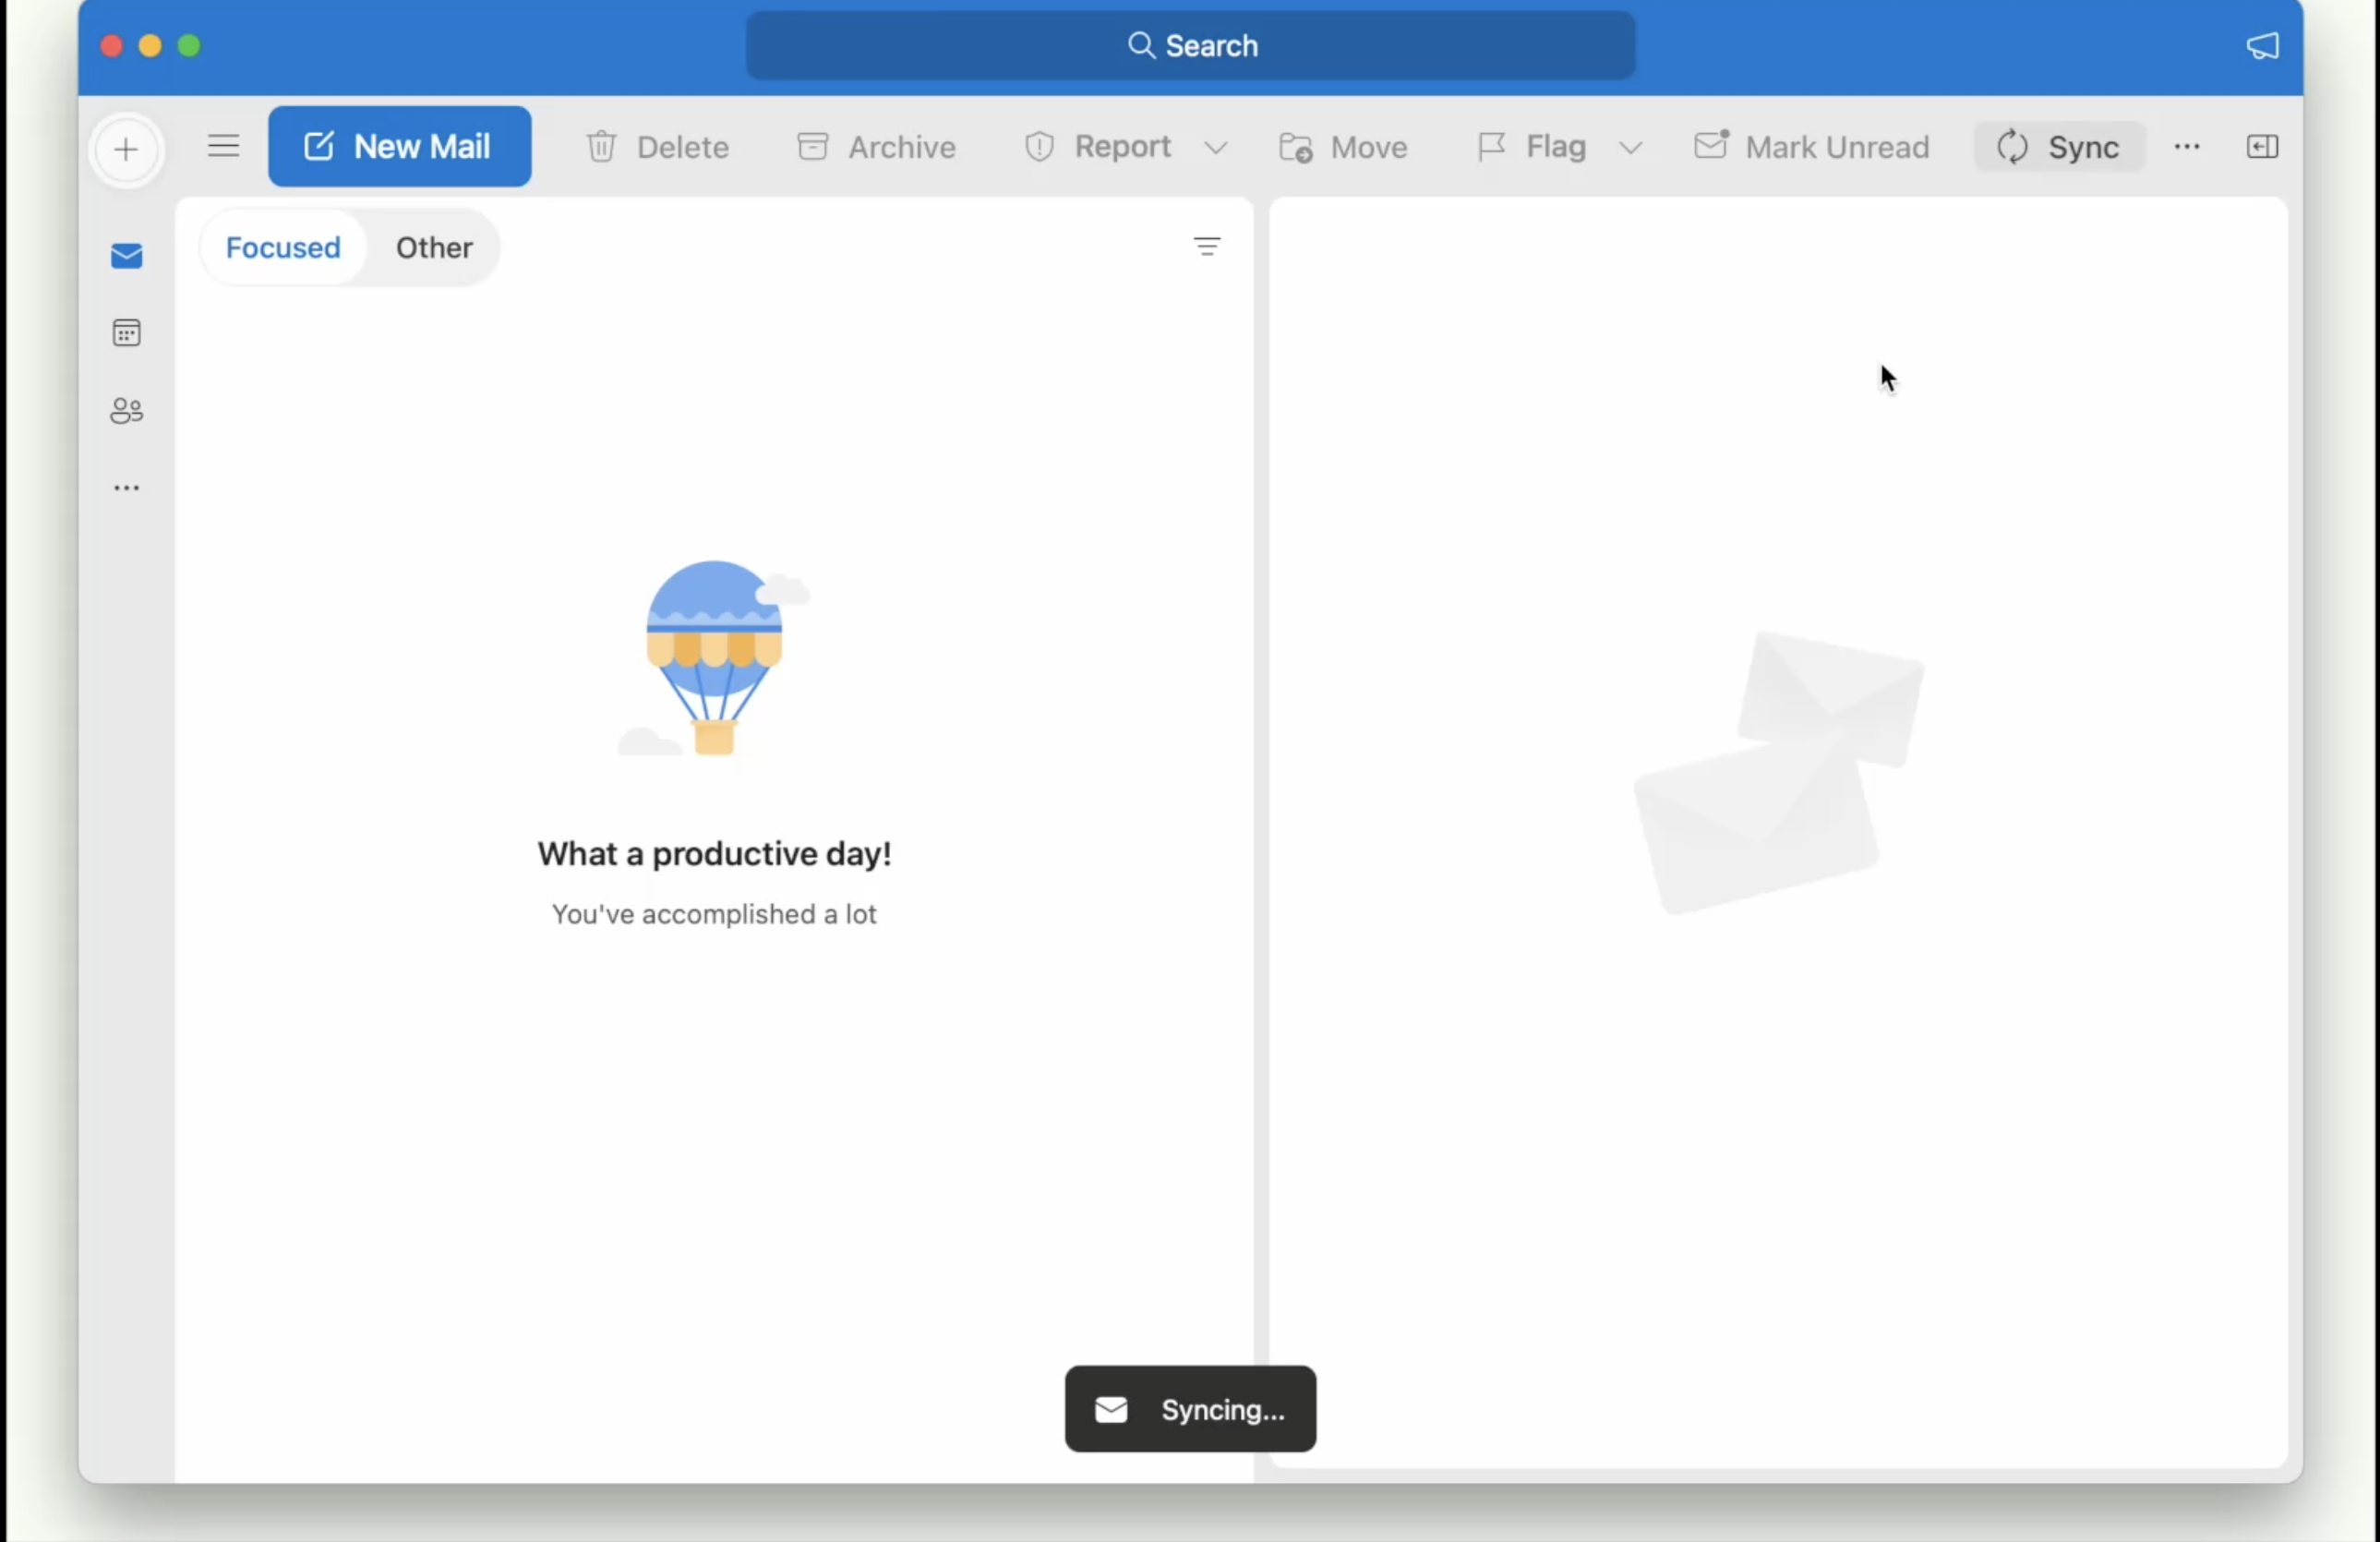 Search
New Mail
Delete
Archive
Report
Move
Flag
Mark Unread
Sync
Focused
Other
What a productive day!
You've accomplished a lot
Syncing...